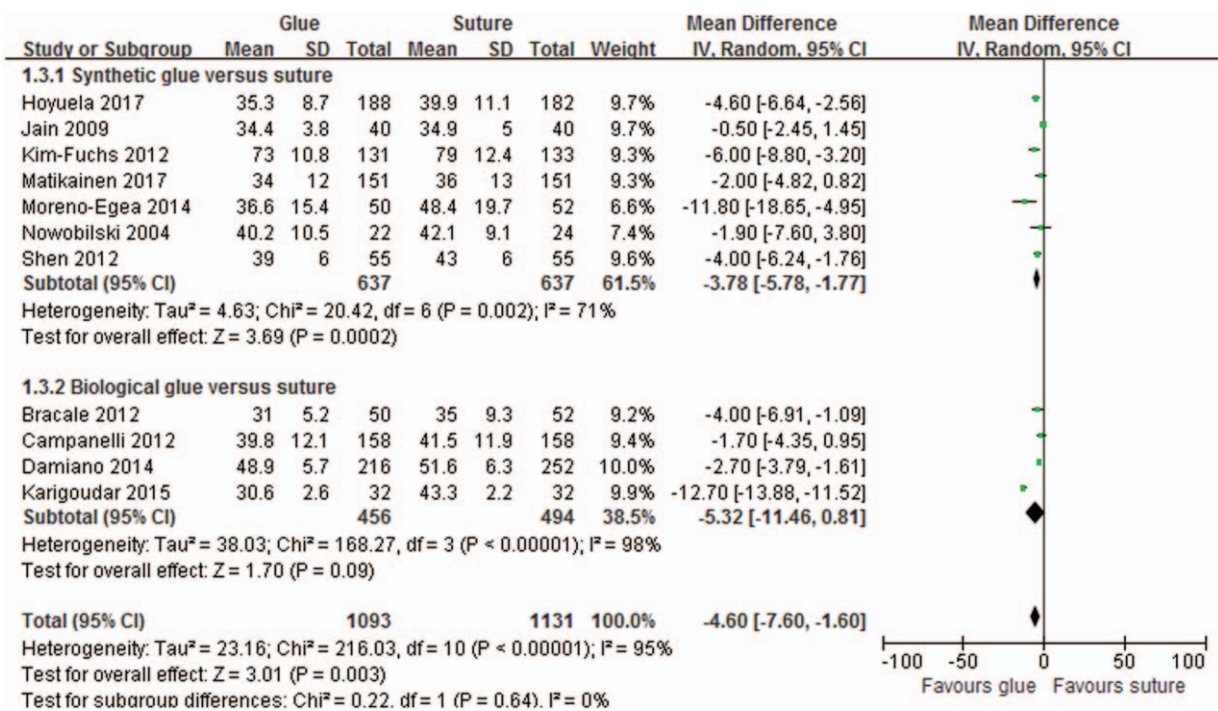 Glue Suture Mean Difference Mean Difference
Study or Subgroup Mean SD Total Mean SD Total Weight IV, Random, 95% CI IV, Random, 95% CI
1.3.1 Synthetic glue versus suture
Hoyuela 2017 35.3 8.7 188 39.9 11.1 182 9.7% -4.60 [-6.64, -2.56]
Jain 2009 34.4 3.8 40 34.9 5 40 9.7% -0.50 [-2.45, 1.45]
Kim-Fuchs 2012 73 10.8 131 79 12.4 133 9.3% -6.00 [-8.80, -3.20]
Matikainen 2017 34 12 151 36 13 151 9.3% -2.00 [-4.82, 0.82]
Moreno-Egea 2014 36.6 15.4 50 48.4 19.7 52 6.6% -11.80 [-18.65, -4.95]
Nowobilski 2004 40.2 10.5 22 42.1 9.1 24 7.4% -1.90 [-7.60, 3.80]
Shen 2012 39 6 55 43 6 55 9.6% -4.00 [-6.24, -1.76]
Subtotal (95% CI) 637 637 61.5% -3.78 [-5.78, -1.77]
Heterogeneity: Tau² = 4.63; Chi² = 20.42, df = 6 (P = 0.002); I² = 71%
Test for overall effect: Z = 3.69 (P = 0.0002)
1.3.2 Biological glue versus suture
Bracale 2012 31 5.2 50 35 9.3 52 9.2% -4.00 [-6.91, -1.09]
Campanelli 2012 39.8 12.1 158 41.5 11.9 158 9.4% -1.70 [-4.35, 0.95]
Damiano 2014 48.9 5.7 216 51.6 6.3 252 10.0% -2.70 [-3.79, -1.61]
Karigoudar 2015 30.6 2.6 32 43.3 2.2 32 9.9% -12.70 [-13.88, -11.52]
Subtotal (95% CI) 456 494 38.5% -5.32 [-11.46, 0.81]
Heterogeneity: Tau² = 38.03; Chi² = 168.27, df = 3 (P < 0.00001); I² = 98%
Test for overall effect: Z = 1.70 (P = 0.09)
Total (95% CI) 1093 1131 100.0% -4.60 [-7.60, -1.60]
Heterogeneity: Tau² = 23.16; Chi² = 216.03, df = 10 (P < 0.00001); I² = 95%
Test for overall effect: Z = 3.01 (P = 0.003)
Test for subgroup differences: Chi² = 0.22, df = 1 (P = 0.64), I² = 0%
-100 -50 0 50 100
Favours glue Favours suture